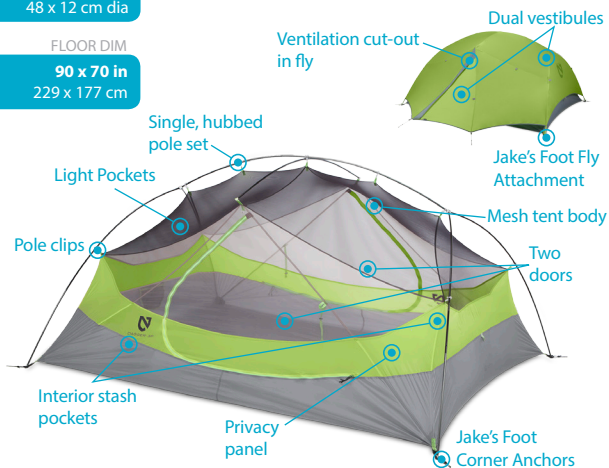 48 x 12 cm dia
FLOOR DIM
90 x 70 in
229 x 177 cm
Dual vestibules
Ventilation cut-out
in fly
Jake's Foot Fly
Attachment
Single, hubbed
pole set
Light Pockets
Mesh tent body
Pole clips
Two
doors
Interior stash
pockets
Privacy
panel
Jake's Foot
Corner Anchors